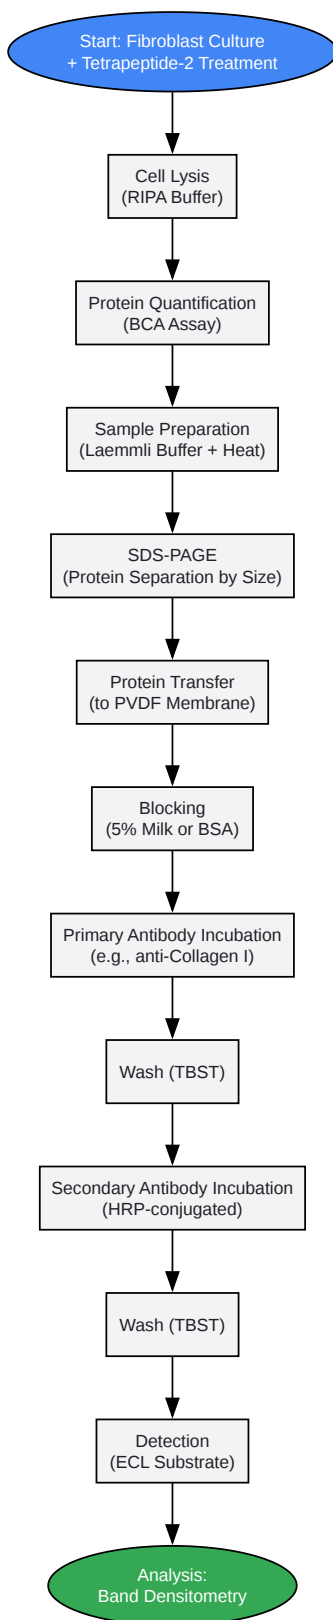 Start: Fibroblast Culture
+ Tetrapeptide-2 Treatment
Cell Lysis
(RIPA Buffer)
Protein Quantification
(BCA Assay)
Sample Preparation
(Laemmli Buffer + Heat)
SDS-PAGE
(Protein Separation by Size)
Protein Transfer
(to PVDF Membrane)
Blocking
(5% Milk or BSA)
Primary Antibody Incubation
(e.g., anti-Collagen I)
Wash (TBST)
Secondary Antibody Incubation
(HRP-conjugated)
Wash (TBST)
Detection
(ECL Substrate)
Analysis:
Band Densitometry